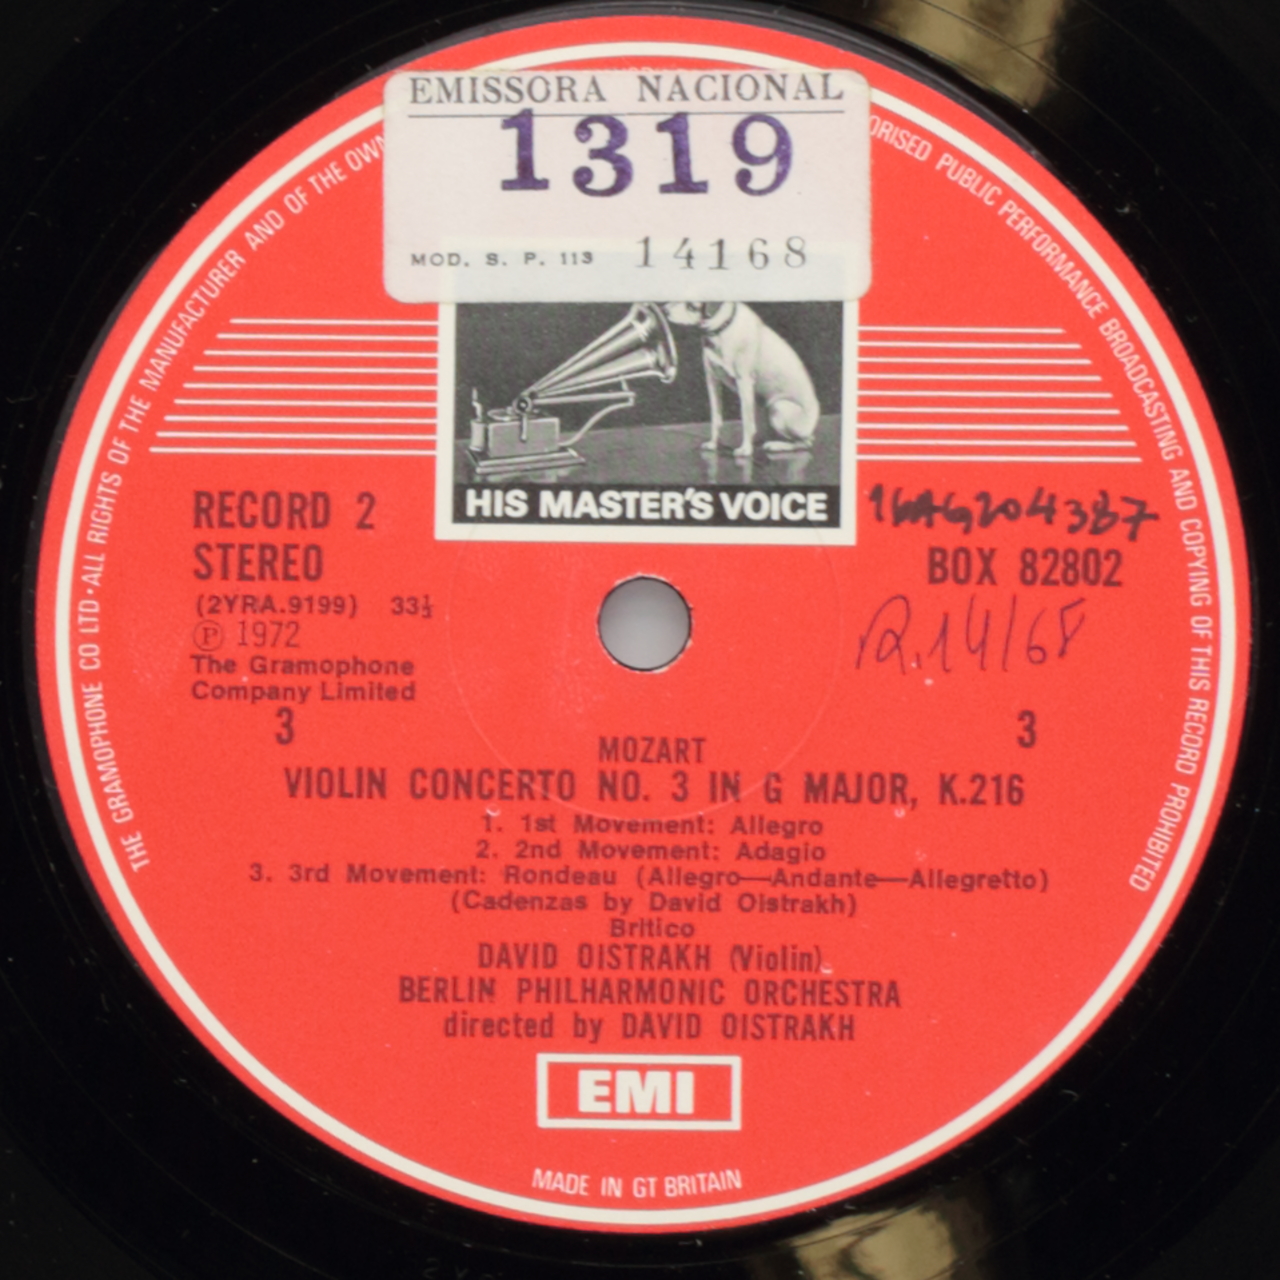 EMISSORA NACIONAL
1319
MOD. S. P. 113 14168
THE GRAMOPHONE CO LTD·ALL RIGHTS OF THE MANUFACTURER AND OF THE OWN
ORISED PUBLIC PERFORMANCE BROADCASTING AND COPYING OF THIS RECORD PROHIBITED
HIS MASTER'S VOICE
RECORD 2
STEREO
(2YRA.9199) 33⅓
Ⓟ 1972
The Gramophone
Company Limited
BOX 82802
R.14/68
3 3
MOZART
VIOLIN CONCERTO NO. 3 IN G MAJOR, K.216
1. 1st Movement: Allegro
2. 2nd Movement: Adagio
3. 3rd Movement: Rondeau (Allegro—Andante—Allegretto)
(Cadenzas by David Oistrakh)
Britico
DAVID OISTRAKH (Violin)
BERLIN PHILHARMONIC ORCHESTRA
directed by DAVID OISTRAKH
EMI
MADE IN GT BRITAIN